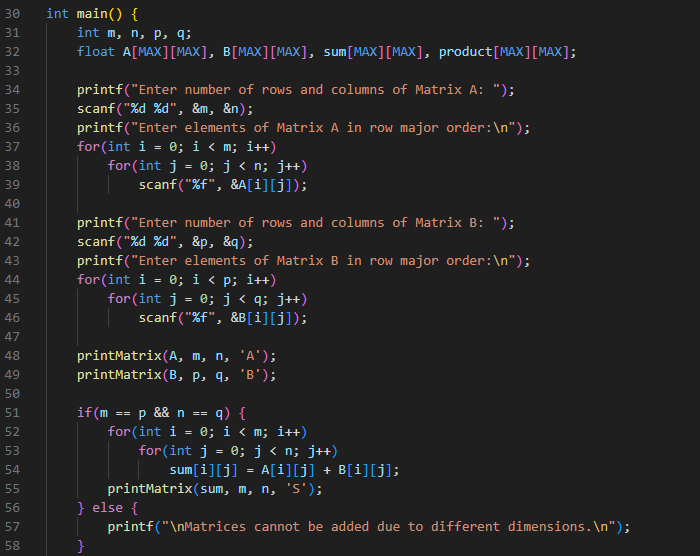 30 int main() {
31     int m, n, p, q;
32     float A[MAX][MAX], B[MAX][MAX], sum[MAX][MAX], product[MAX][MAX];
33
34     printf("Enter number of rows and columns of Matrix A: ");
35     scanf("%d %d", &m, &n);
36     printf("Enter elements of Matrix A in row major order:\n");
37     for(int i = 0; i < m; i++)
38         for(int j = 0; j < n; j++)
39             scanf("%f", &A[i][j]);
40
41     printf("Enter number of rows and columns of Matrix B: ");
42     scanf("%d %d", &p, &q);
43     printf("Enter elements of Matrix B in row major order:\n");
44     for(int i = 0; i < p; i++)
45         for(int j = 0; j < q; j++)
46             scanf("%f", &B[i][j]);
47
48     printMatrix(A, m, n, 'A');
49     printMatrix(B, p, q, 'B');
50
51     if(m == p && n == q) {
52         for(int i = 0; i < m; i++)
53             for(int j = 0; j < n; j++)
54                 sum[i][j] = A[i][j] + B[i][j];
55         printMatrix(sum, m, n, 'S');
56     } else {
57         printf("\nMatrices cannot be added due to different dimensions.\n");
58     }